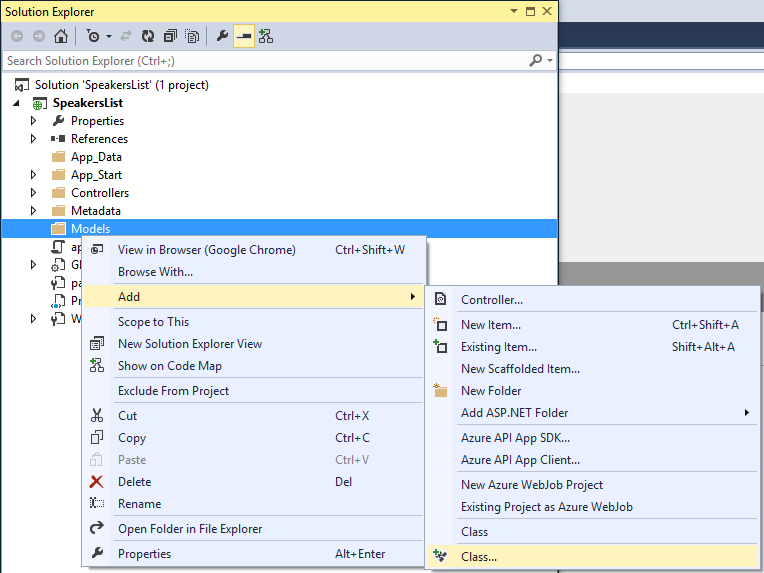 Solution Explorer
Search Solution Explorer (Ctrl+;)
Solution 'SpeakersList' (1 project)
SpeakersList
Properties
References
App_Data
App_Start
Controllers
Metadata
Models
View in Browser (Google Chrome) Ctrl+Shift+W
Browse With...
Add
Scope to This
New Solution Explorer View
Show on Code Map
Exclude From Project
Cut Ctrl+X
Copy Ctrl+C
Paste Ctrl+V
Delete Del
Rename
Open Folder in File Explorer
Properties Alt+Enter
Controller...
New Item... Ctrl+Shift+A
Existing Item... Shift+Alt+A
New Scaffolded Item...
New Folder
Add ASP.NET Folder
Azure API App SDK...
Azure API App Client...
New Azure WebJob Project
Existing Project as Azure WebJob
Class
Class...